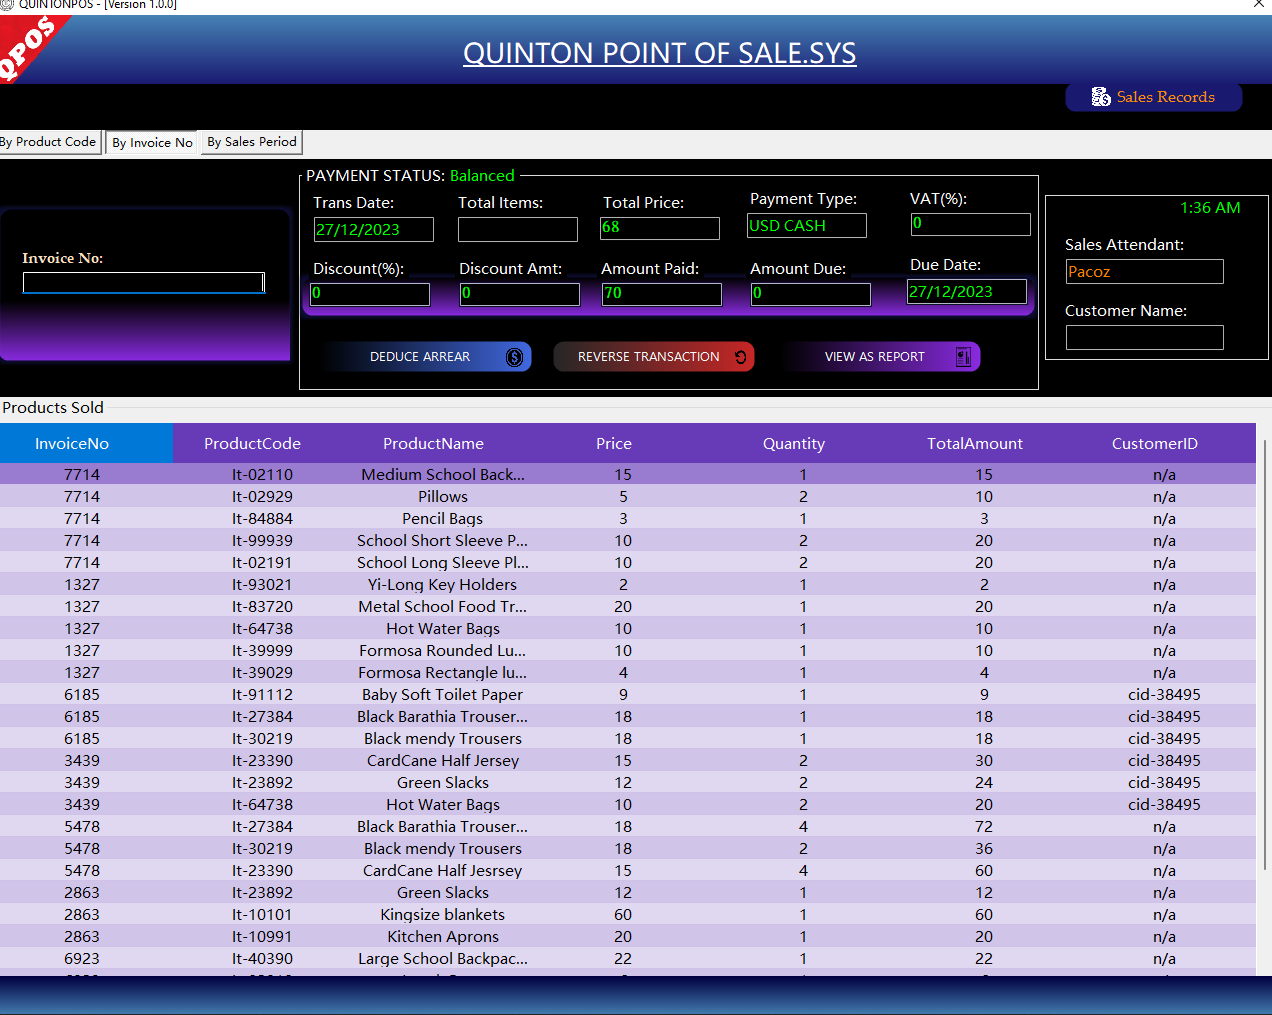 QUINTONPOS - [Version 1.0.0]
QPOS
QUINTON POINT OF SALE.SYS
Sales Records
By Product Code By Invoice No By Sales Period
PAYMENT STATUS: Balanced
Trans Date: Total Items: Total Price: Payment Type: VAT(%):
27/12/2023 68 USD CASH 0
Discount(%): Discount Amt: Amount Paid: Amount Due: Due Date:
0 0 70 0 27/12/2023
Invoice No:
1:36 AM
Sales Attendant:
Pacoz
Customer Name:
DEDUCE ARREAR REVERSE TRANSACTION VIEW AS REPORT
Products Sold
InvoiceNo ProductCode ProductName Price Quantity TotalAmount CustomerID
7714 It-02110 Medium School Back... 15 1 15 n/a
7714 It-02929 Pillows 5 2 10 n/a
7714 It-84884 Pencil Bags 3 1 3 n/a
7714 It-99939 School Short Sleeve P... 10 2 20 n/a
7714 It-02191 School Long Sleeve Pl... 10 2 20 n/a
1327 It-93021 Yi-Long Key Holders 2 1 2 n/a
1327 It-83720 Metal School Food Tr... 20 1 20 n/a
1327 It-64738 Hot Water Bags 10 1 10 n/a
1327 It-39999 Formosa Rounded Lu... 10 1 10 n/a
1327 It-39029 Formosa Rectangle lu... 4 1 4 n/a
6185 It-91112 Baby Soft Toilet Paper 9 1 9 cid-38495
6185 It-27384 Black Barathia Trouser... 18 1 18 cid-38495
6185 It-30219 Black mendy Trousers 18 1 18 cid-38495
3439 It-23390 CardCane Half Jersey 15 2 30 cid-38495
3439 It-23892 Green Slacks 12 2 24 cid-38495
3439 It-64738 Hot Water Bags 10 2 20 cid-38495
5478 It-27384 Black Barathia Trouser... 18 4 72 n/a
5478 It-30219 Black mendy Trousers 18 2 36 n/a
5478 It-23390 CardCane Half Jesrsey 15 4 60 n/a
2863 It-23892 Green Slacks 12 1 12 n/a
2863 It-10101 Kingsize blankets 60 1 60 n/a
2863 It-10991 Kitchen Aprons 20 1 20 n/a
6923 It-40390 Large School Backpac... 22 1 22 n/a